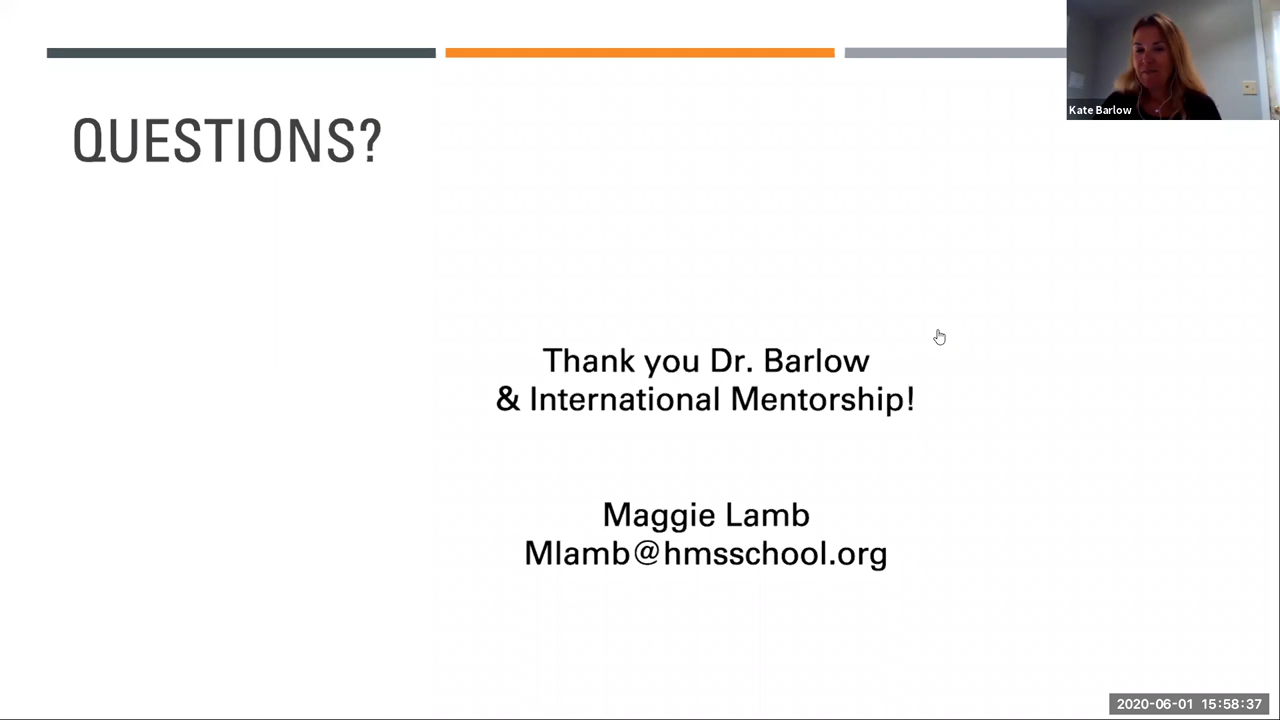 Kate Barlow
QUESTIONS?
Thank you Dr. Barlow
& International Mentorship!
Maggie Lamb
Mlamb@hmsschool.org
2020-06-01 15:58:37